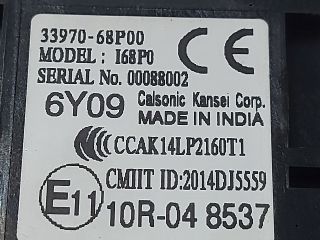 33970-68P00
MODEL : I68P0 CE
SERIAL No. 00088002
6Y09 Calsonic Kansei Corp.
MADE IN INDIA
CCC CCAK14LP2160T1
CMIIT ID:2014DJ5559
E11 10R-04 8537